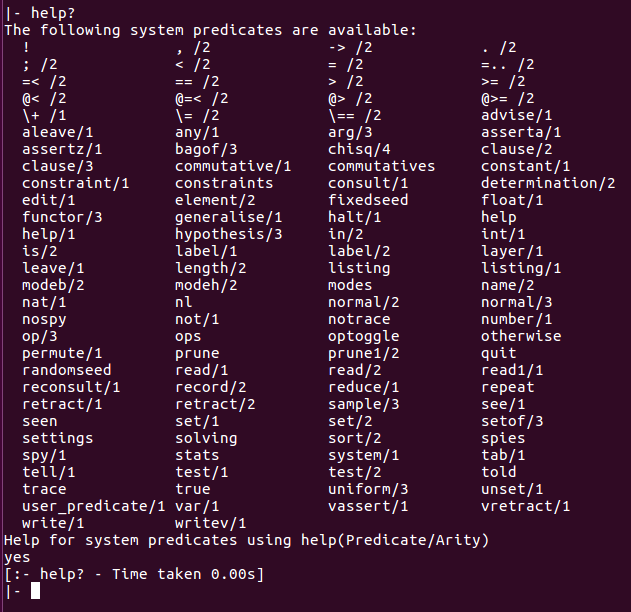 |- help?
The following system predicates are available:
! , /2 -> /2 . /2
; /2 < /2 = /2 =.. /2
=< /2 == /2 > /2 >= /2
@< /2 @=< /2 @> /2 @>= /2
\+ /1 \= /2 \== /2 advise/1
aleave/1 any/1 arg/3 asserta/1
assertz/1 bagof/3 chisq/4 clause/2
clause/3 commutative/1 commutatives constant/1
constraint/1 constraints consult/1 determination/2
edit/1 element/2 fixedseed float/1
functor/3 generalise/1 halt/1 help
help/1 hypothesis/3 in/2 int/1
is/2 label/1 label/2 layer/1
leave/1 length/2 listing listing/1
modeb/2 modeh/2 modes name/2
nat/1 nl normal/2 normal/3
nospy not/1 notrace number/1
op/3 ops optoggle otherwise
permute/1 prune prune1/2 quit
randomseed read/1 read/2 read1/1
reconsult/1 record/2 reduce/1 repeat
retract/1 retract/2 sample/3 see/1
seen set/1 set/2 setof/3
settings solving sort/2 spies
spy/1 stats system/1 tab/1
tell/1 test/1 test/2 told
trace true uniform/3 unset/1
user_predicate/1 var/1 vassert/1 vretract/1
write/1 writev/1
Help for system predicates using help(Predicate/Arity)
yes
[:- help? - Time taken 0.00s]
|-